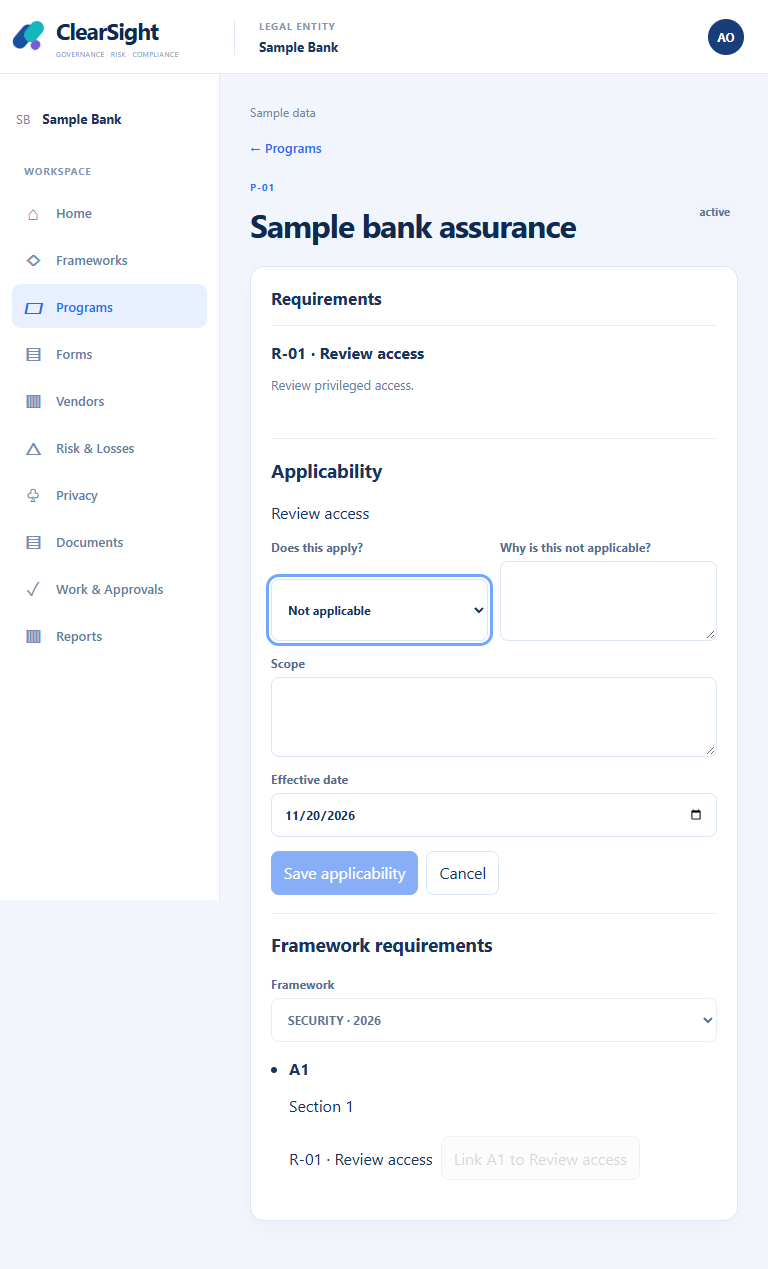 ClearSight
GOVERNANCE · RISK · COMPLIANCE
LEGAL ENTITY
Sample Bank
AO
SB Sample Bank
WORKSPACE
Home
Frameworks
Programs
Forms
Vendors
Risk & Losses
Privacy
Documents
Work & Approvals
Reports
Sample data
← Programs
P-01
Sample bank assurance
active
Requirements
R-01 · Review access
Review privileged access.
Applicability
Review access
Does this apply?
Not applicable
Why is this not applicable?
Scope
Effective date
11/20/2026
Save applicability
Cancel
Framework requirements
Framework
SECURITY · 2026
• A1
Section 1
R-01 · Review access
Link A1 to Review access